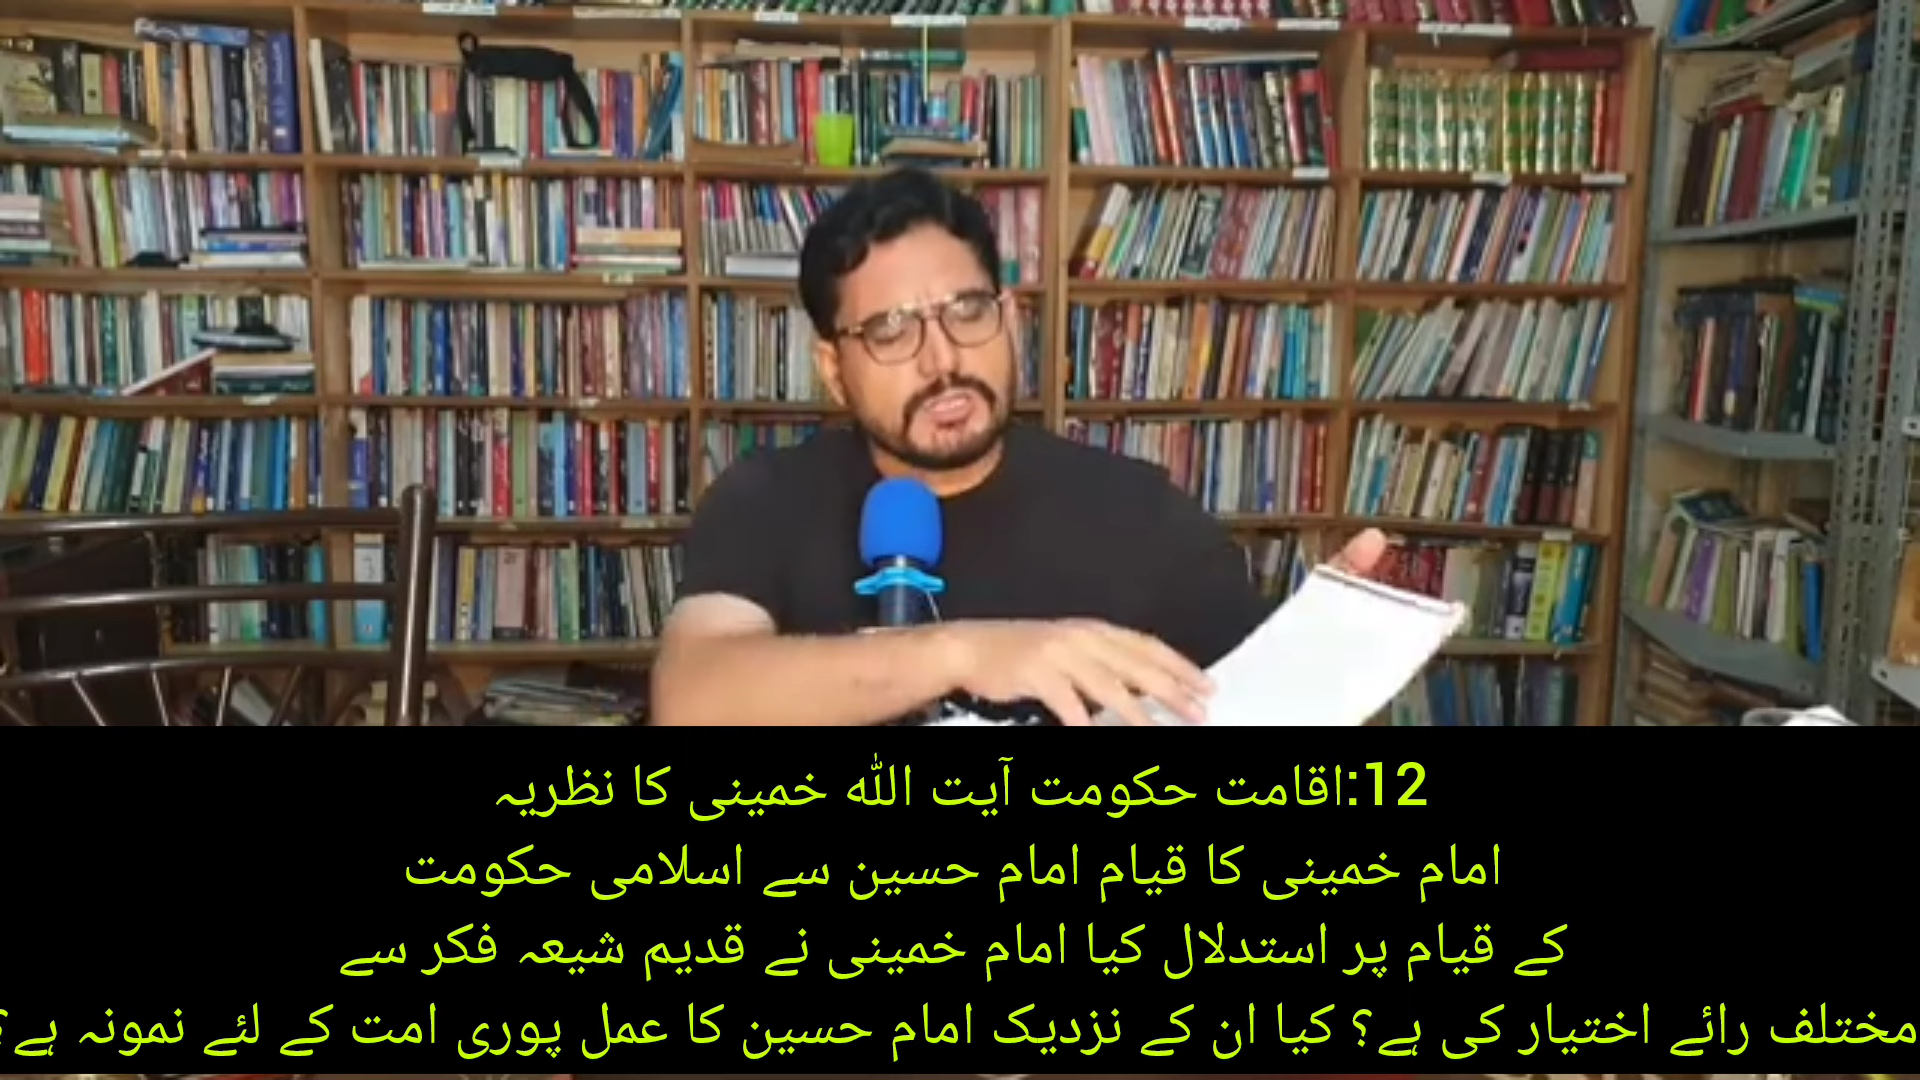 12:اقامت حکومت آیت اللہ خمینی کا نظریہ
امام خمینی کا قیام امام حسین سے اسلامی حکومت
کے قیام پر استدلال کیا امام خمینی نے قدیم شیعہ فکر سے
مختلف رائے اختیار کی ہے؟ کیا ان کے نزدیک امام حسین کا عمل پوری امت کے لئے نمونہ ہے؟